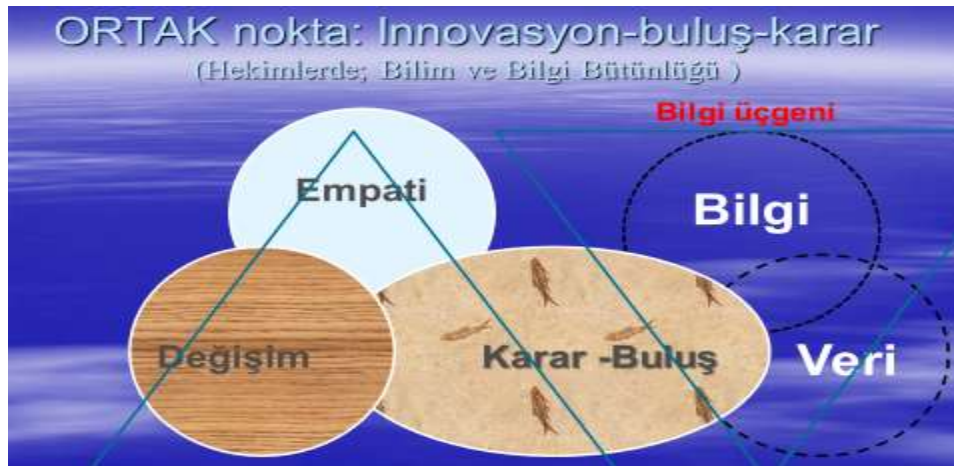 ORTAK nokta: Innovasyon-buluş-karar
(Hekimlerde; Bilim ve Bilgi Bütünlüğü )
Bilgi üçgeni
Empati
Bilgi
Değişim
Karar -Buluş
Veri